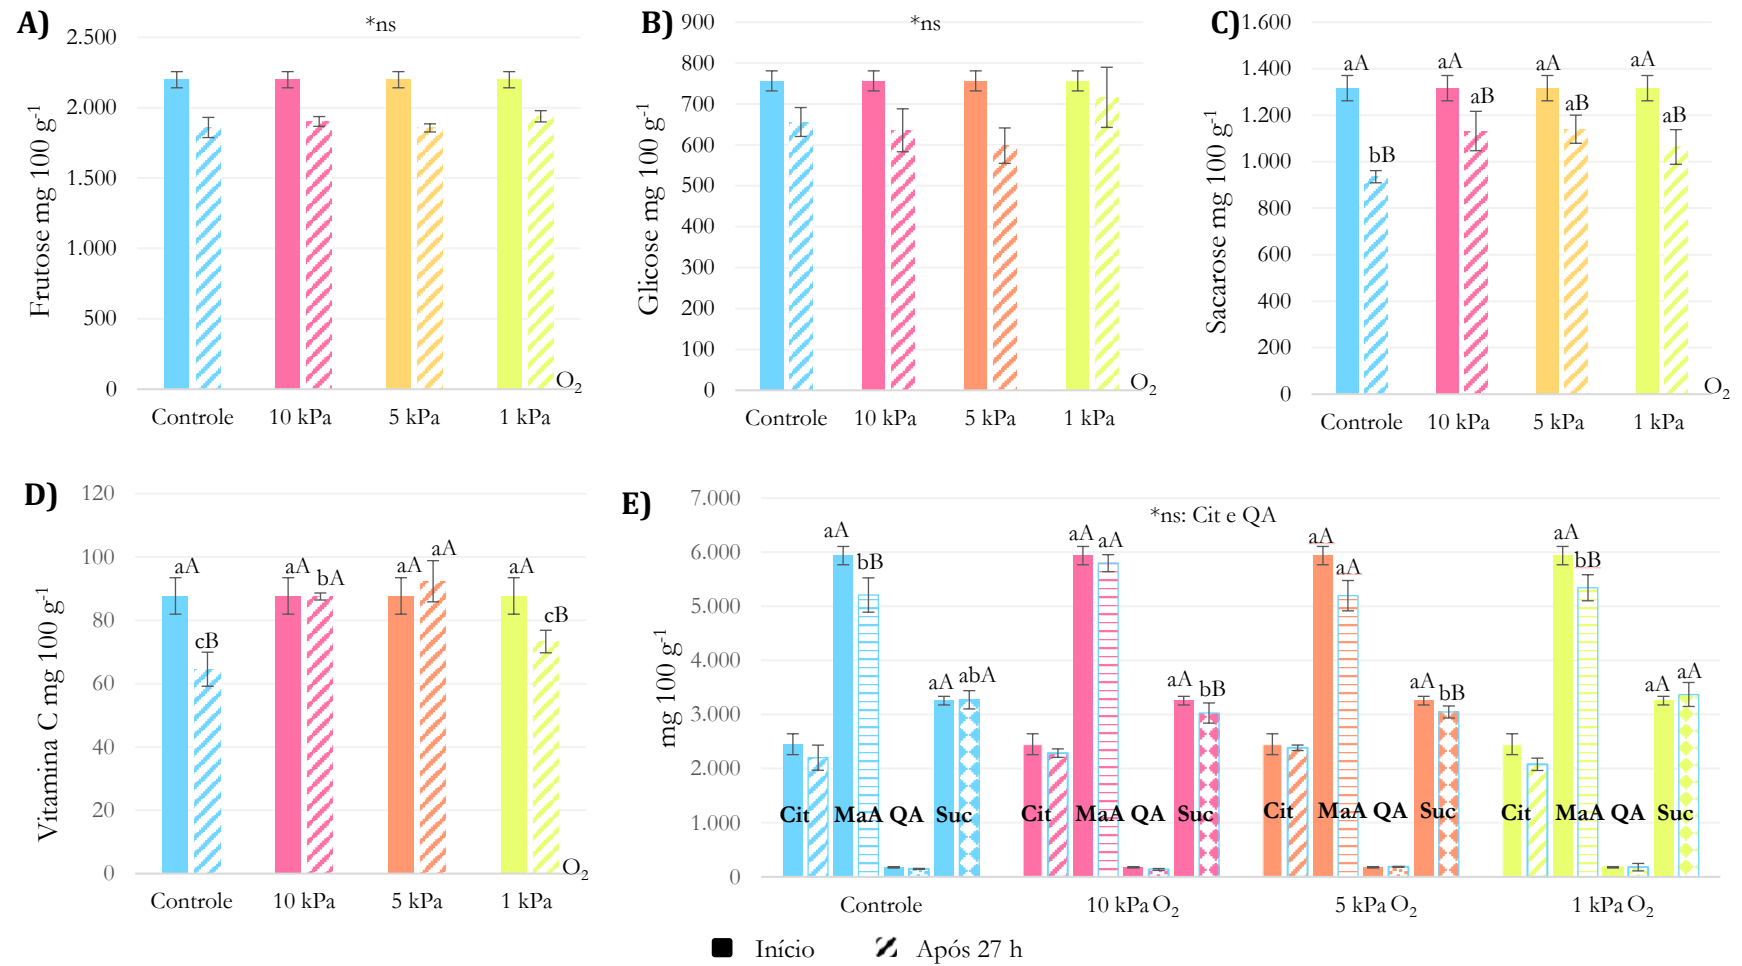 A)
*ns
2.500
2.000
1.500
1.000
500
0
Frutose mg 100 g⁻¹
Controle
10 kPa
5 kPa
1 kPa
O₂
B)
*ns
900
800
700
600
500
400
300
200
100
0
Glicose mg 100 g⁻¹
Controle
10 kPa
5 kPa
1 kPa
O₂
C)
1.600
1.400
1.200
1.000
800
600
400
200
0
Sacarose mg 100 g⁻¹
aA
bB
aA
aB
aA
aB
aA
aB
Controle
10 kPa
5 kPa
1 kPa
O₂
D)
120
100
80
60
40
20
0
Vitamina C mg 100 g⁻¹
aA
cB
aA
bA
aA
aA
aA
cB
Controle
10 kPa
5 kPa
1 kPa
O₂
E)
7.000
6.000
5.000
4.000
3.000
2.000
1.000
0
mg 100 g⁻¹
*ns: Cit e QA
aA
bB
aA
abA
aA
aA
aA
bB
aA
aA
aA
bB
aA
bB
aA
aA
Cit MaA QA Suc
Cit MaA QA Suc
Cit MaA QA Suc
Cit MaA QA Suc
Controle
10 kPa O₂
5 kPa O₂
1 kPa O₂
Início
Após 27 h